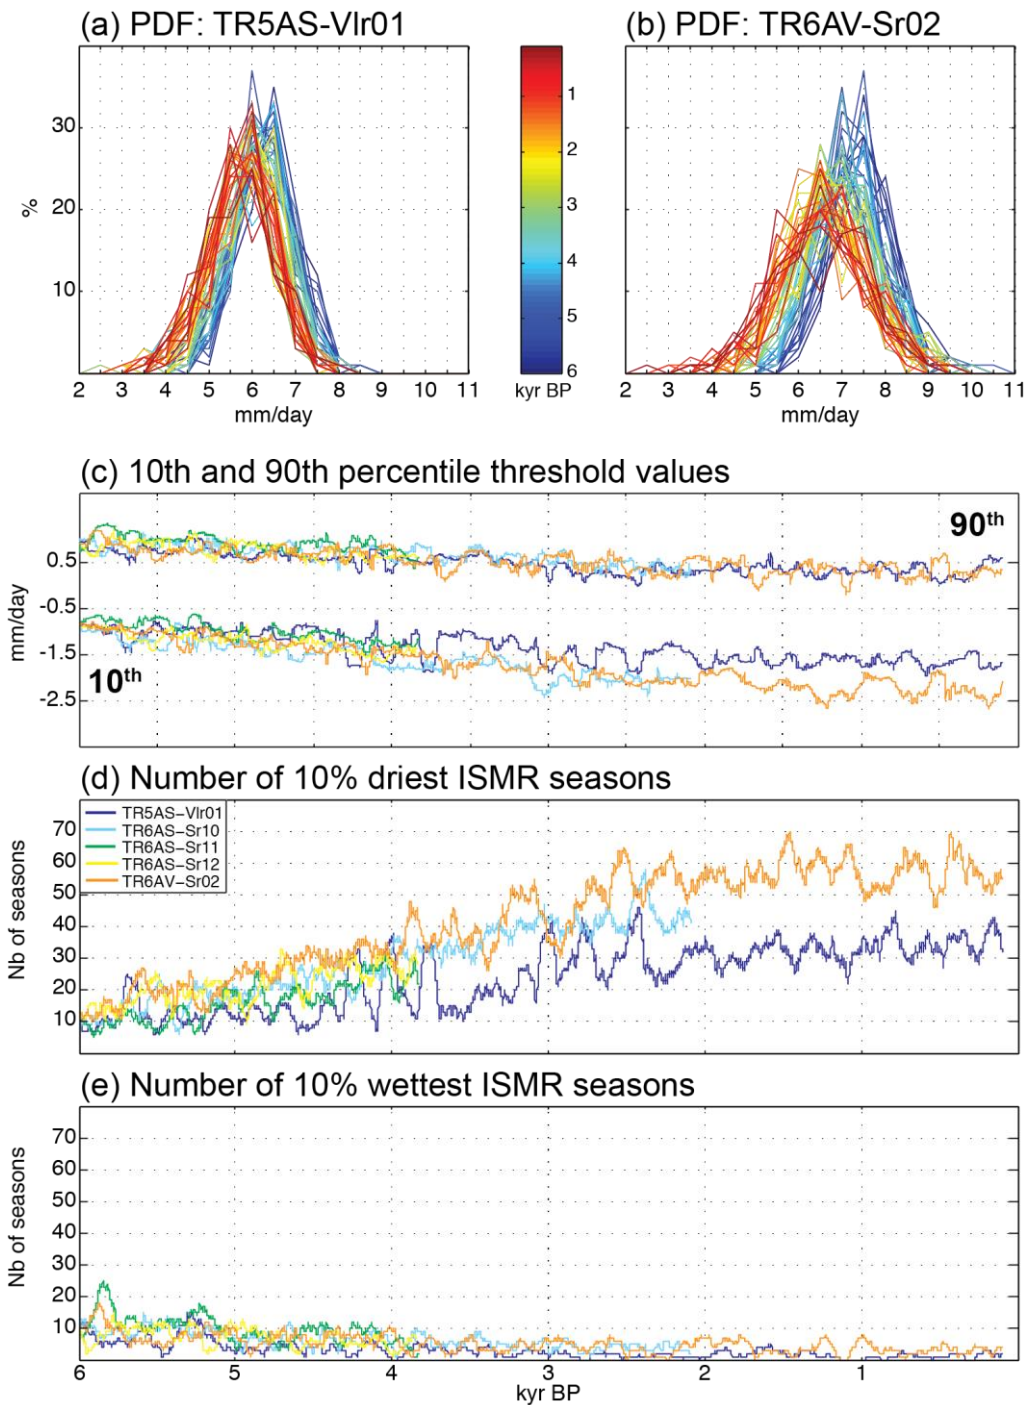 (a) PDF: TR5AS-Vlr01
(b) PDF: TR6AV-Sr02
%
30
20
10
2 3 4 5 6 7 8 9 10 11
mm/day
1
2
3
4
5
6
kyr BP
2 3 4 5 6 7 8 9 10 11
mm/day
(c) 10th and 90th percentile threshold values
mm/day
0.5
-0.5
-1.5
-2.5
90th
10th
(d) Number of 10% driest ISMR seasons
Nb of seasons
70
60
50
40
30
20
10
TR5AS-Vlr01
TR6AS-Sr10
TR6AS-Sr11
TR6AS-Sr12
TR6AV-Sr02
(e) Number of 10% wettest ISMR seasons
Nb of seasons
70
60
50
40
30
20
10
6 5 4 3 2 1
kyr BP